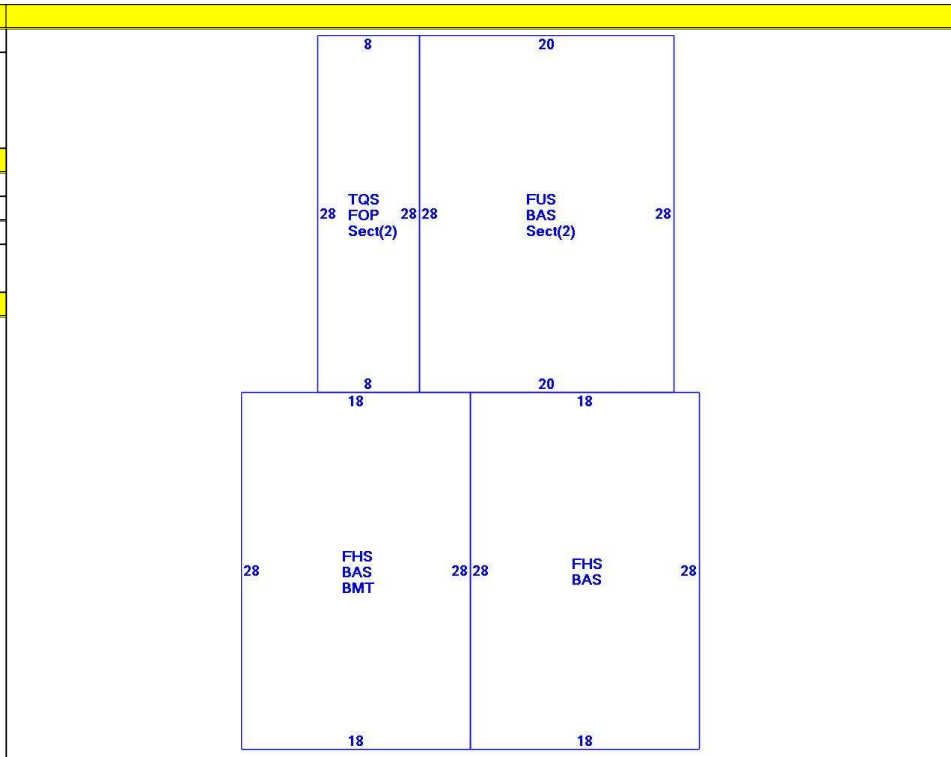 8
20
TQS
28 FOP 28 28
Sect(2)
FUS
BAS 28
Sect(2)
8
20
18
18
FHS
28 BAS 28 28
BMT
FHS
BAS 28
18
18